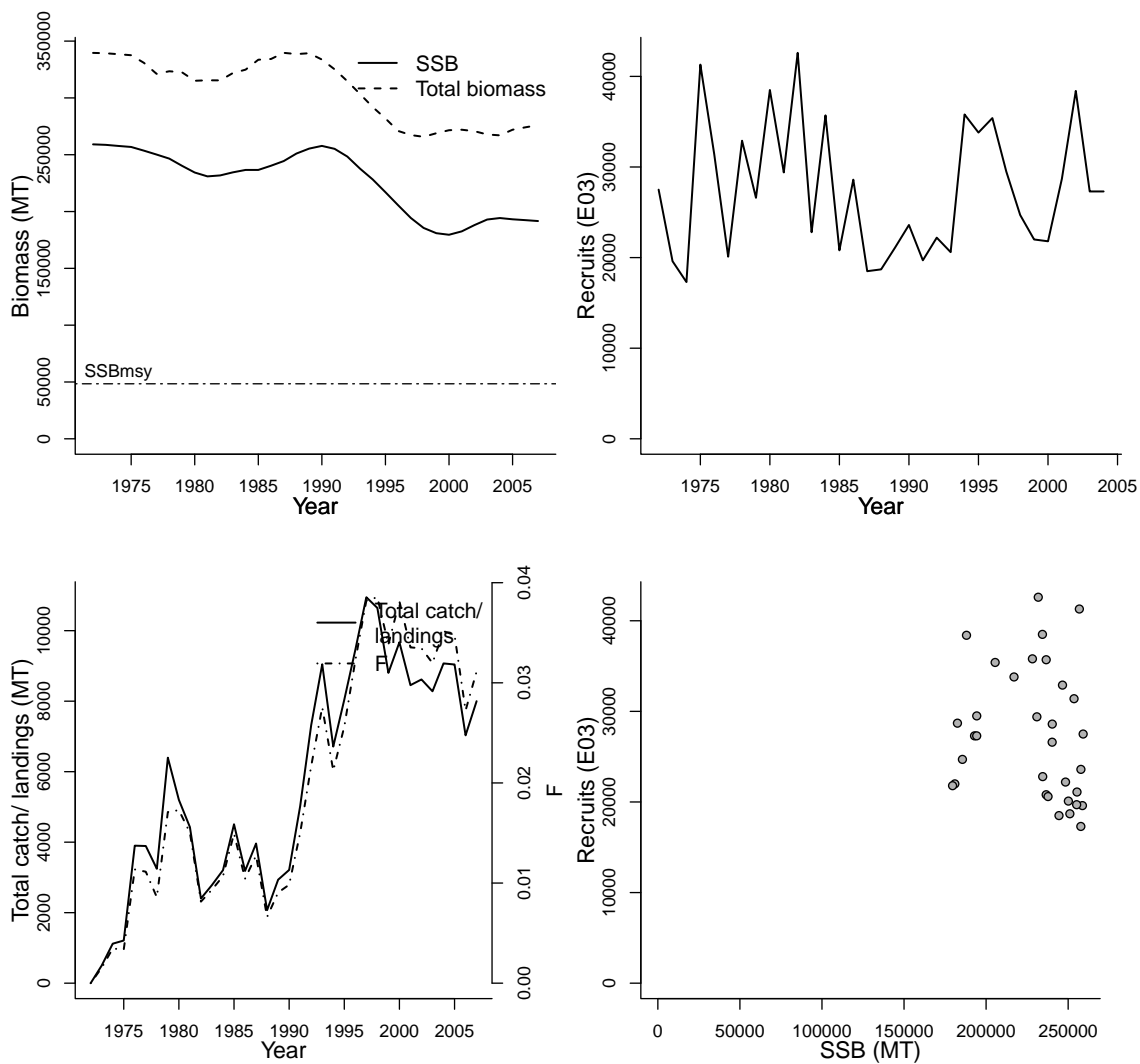 SSB
Total biomass
SSBmsy
Biomass (MT)
0
50000
150000
250000
350000
1975 1980 1985 1990 1995 2000 2005
Year
Recruits (E03)
0
10000
20000
30000
40000
1975 1980 1985 1990 1995 2000 2005
Year
Total catch/
landings
F
Total catch/ landings (MT)
0
2000
4000
6000
8000
10000
F
0.00
0.01
0.02
0.03
0.04
1975 1980 1985 1990 1995 2000 2005
Year
Recruits (E03)
0
10000
20000
30000
40000
0 50000 100000 150000 200000 250000
SSB (MT)